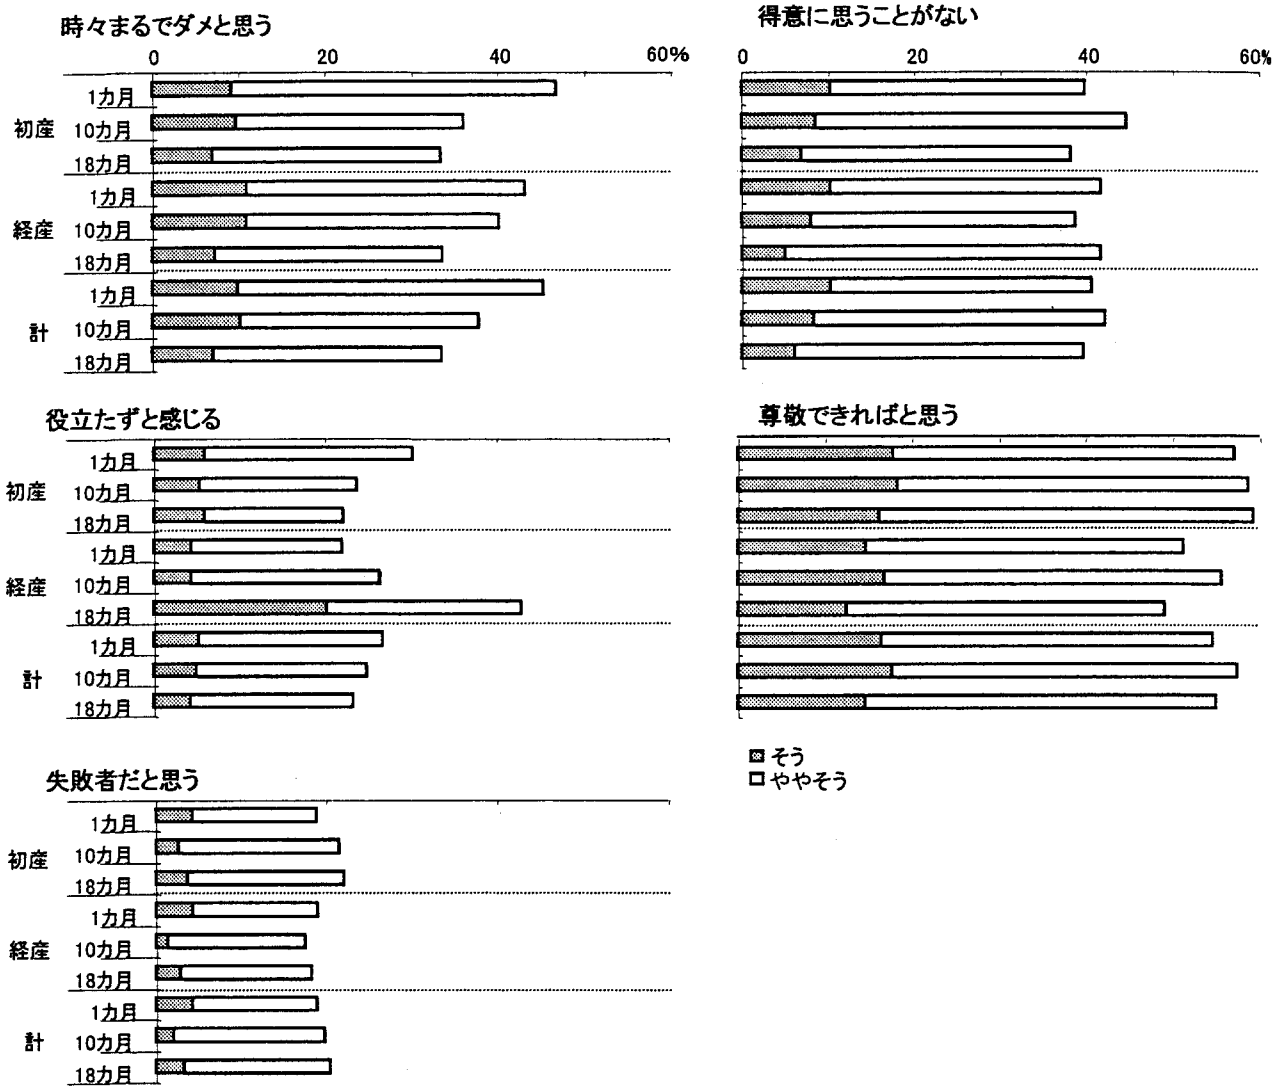 時々まるでダメと思う
0 20 40 60%
1カ月
初産 10カ月
18カ月
1カ月
経産 10カ月
18カ月
1カ月
計 10カ月
18カ月
得意に思うことがない
0 20 40 60%
役立たずと感じる
1カ月
初産 10カ月
18カ月
1カ月
経産 10カ月
18カ月
1カ月
計 10カ月
18カ月
尊敬できればと思う
そう
ややそう
失敗者だと思う
1カ月
初産 10カ月
18カ月
1カ月
経産 10カ月
18カ月
1カ月
計 10カ月
18カ月